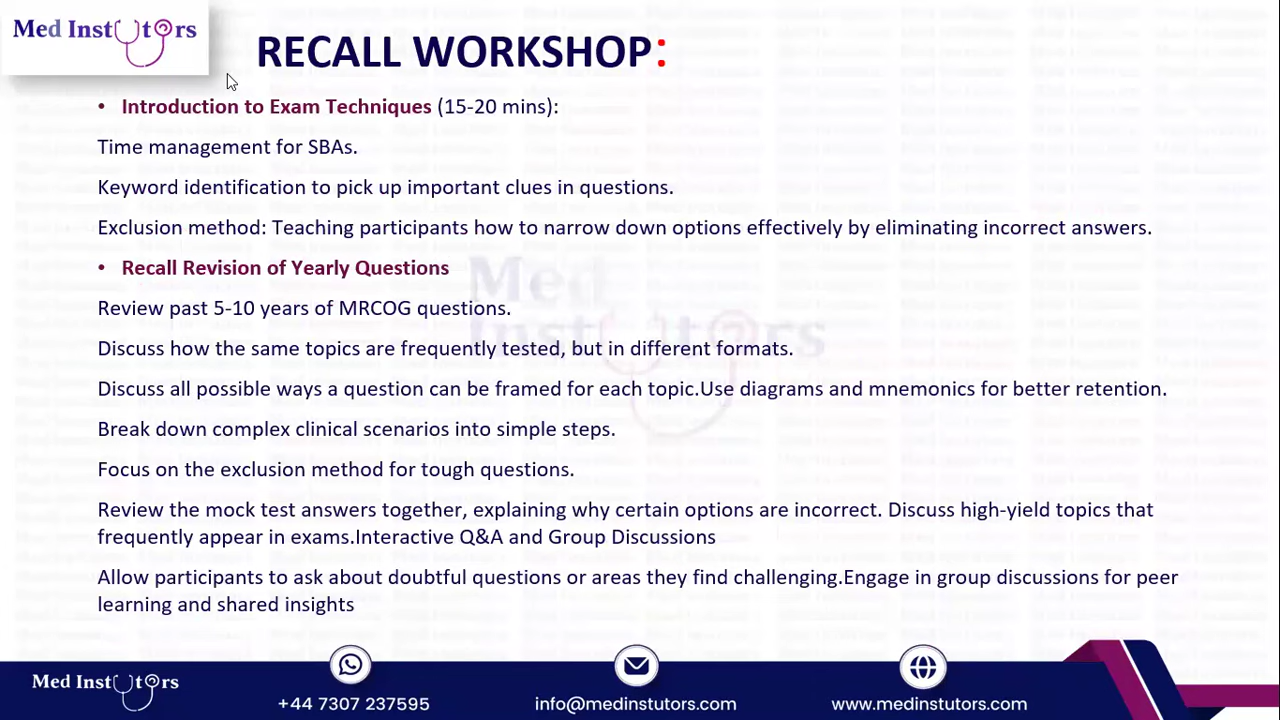 Med Instutors
RECALL WORKSHOP:
• Introduction to Exam Techniques (15-20 mins):
Time management for SBAs.
Keyword identification to pick up important clues in questions.
Exclusion method: Teaching participants how to narrow down options effectively by eliminating incorrect answers.
• Recall Revision of Yearly Questions
Review past 5-10 years of MRCOG questions.
Discuss how the same topics are frequently tested, but in different formats.
Discuss all possible ways a question can be framed for each topic.Use diagrams and mnemonics for better retention.
Break down complex clinical scenarios into simple steps.
Focus on the exclusion method for tough questions.
Review the mock test answers together, explaining why certain options are incorrect. Discuss high-yield topics that
frequently appear in exams.Interactive Q&A and Group Discussions
Allow participants to ask about doubtful questions or areas they find challenging.Engage in group discussions for peer
learning and shared insights
Med
Instutors
Med Instutors
+44 7307 237595
info@medinstutors.com
www.medinstutors.com